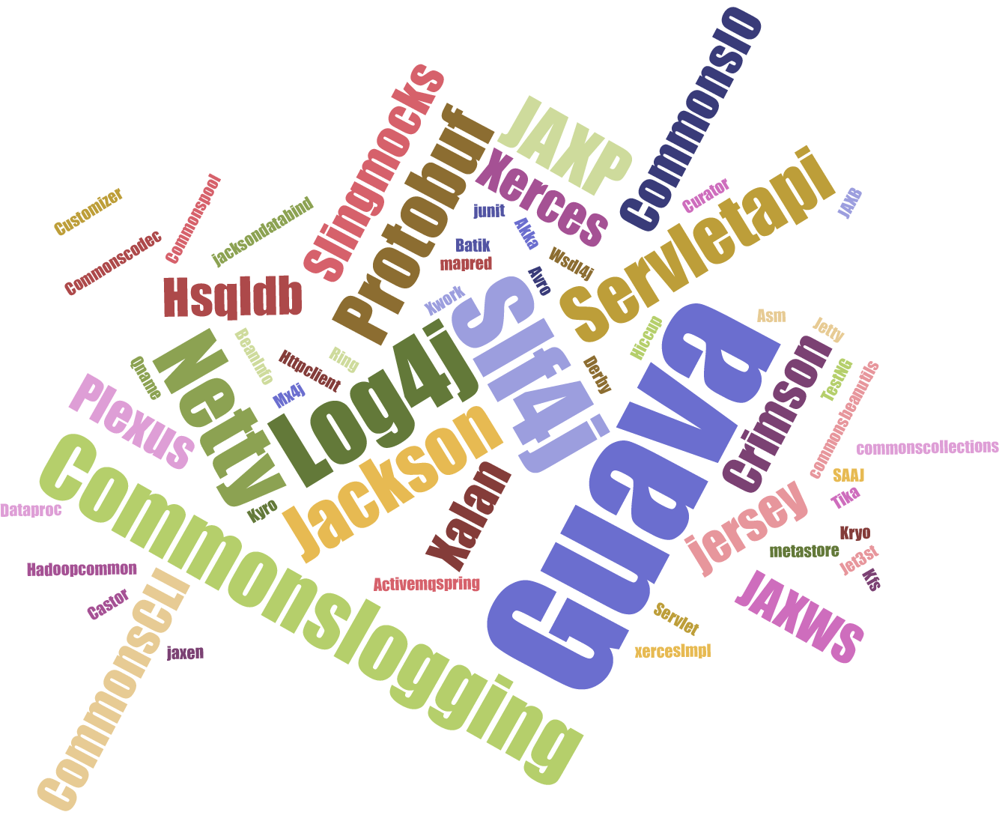 CommonsIO
Slingmocks
Protobuf
JAXP
Xerces
Servletapi
Curator
JAXB
Customizer
Commonspool
jacksondatabind
Commonscodec
junit
Akka
Batik
mapred
Wsdl4j
Avro
Hsqldb
Xwork
Slf4j
Guava
Asm
Jetty
Hiccup
Crimson
TestNG
commonsbeanutils
Netty
BeanInfo
Httpclient
Ring
Log4j
Mx4j
Qname
Derby
Plexus
Jackson
commonscollections
SAAJ
Tika
Xalan
jersey
Kyro
Dataproc
Commonslogging
Kryo
metastore
Jet3st
Kfs
Hadoopcommon
Activemqspring
JAXWS
Castor
CommonsCLI
Servlet
xercesImpl
jaxen